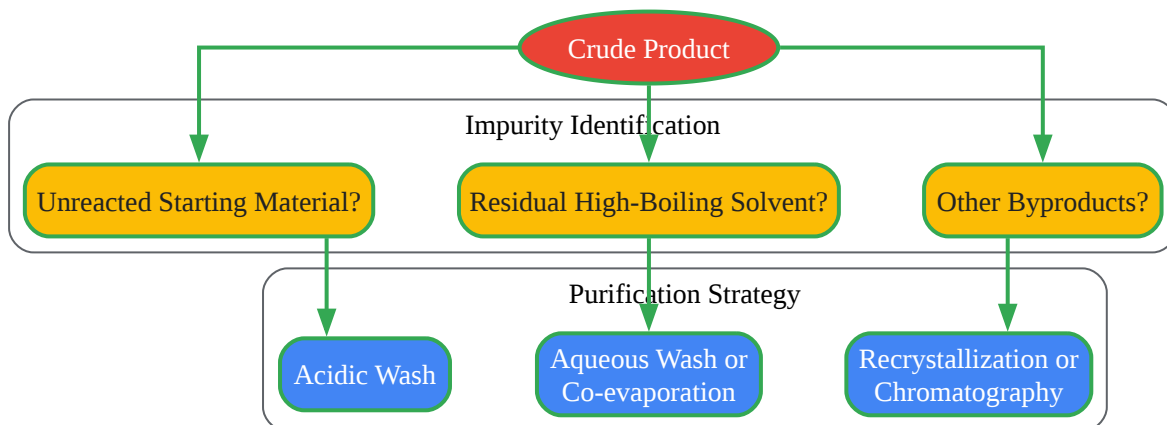 Crude Product
Impurity Identification
Unreacted Starting Material?
Residual High-Boiling Solvent?
Other Byproducts?
Purification Strategy
Acidic Wash
Aqueous Wash or
Co-evaporation
Recrystallization or
Chromatography